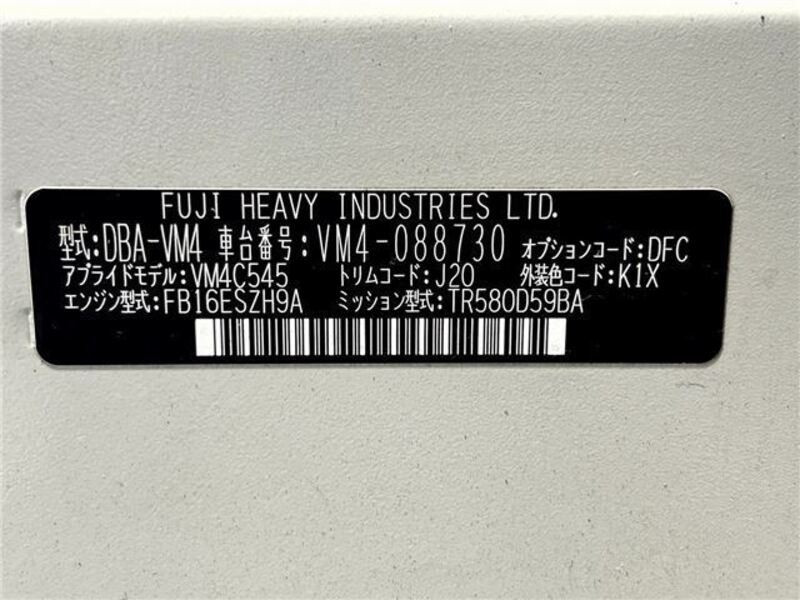 FUJI HEAVY INDUSTRIES LTD.
型式:DBA-VM4 車台番号:VM4-088730 オプションコード:DFC
アプライドモデル:VM4C545 トリムコード:J20 外装色コード:K1X
エンジン型式:FB16ESZH9A ミッション型式:TR580D59BA